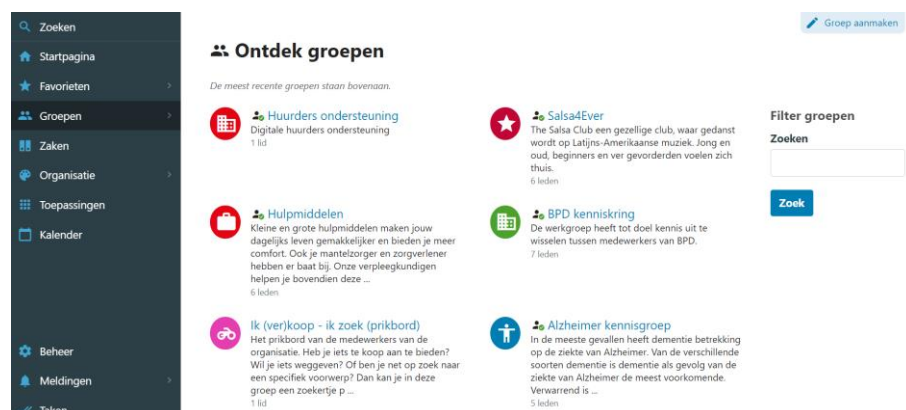 Zoeken
Startpagina
Favorieten
Groepen
Zaken
Organisatie
Toepassingen
Kalender
Beheer
Meldingen
Taken
Groep aanmaken
Ontdek groepen
De meest recente groepen staan bovenaan.
Huurders ondersteuning
Digitale huurders ondersteuning
1 lid
Salsa4Ever
The Salsa Club een gezellige club, waar gedanst
wordt op Latijns-Amerikaanse muziek. Jong en
oud, beginners en ver gevorderden voelen zich
thuis.
6 leden
Hulpmiddelen
Kleine en grote hulpmiddelen maken jouw
dagelijks leven gemakkelijker en bieden je meer
comfort. Ook je mantelzorger en zorgverlener
hebben er baat bij. Onze verpleegkundigen
helpen je bovendien deze ...
6 leden
BPD kenniskring
De werkgroep heeft tot doel kennis uit te
wisselen tussen medewerkers van BPD.
7 leden
Ik (ver)koop - ik zoek (prikbord)
Het prikbord van de medewerkers van de
organisatie. Heb je iets te koop aan te bieden?
Wil je iets weggeven? Of ben je net op zoek naar
een specifiek voorwerp? Dan kan je in deze
groep een zoekertje p ...
1 lid
Alzheimer kennisgroep
In de meeste gevallen heeft dementie betrekking
op de ziekte van Alzheimer. Van de verschillende
soorten dementie is dementie als gevolg van de
ziekte van Alzheimer de meest voorkomende.
Verwarrend is ...
5 leden
Filter groepen
Zoeken
Zoek